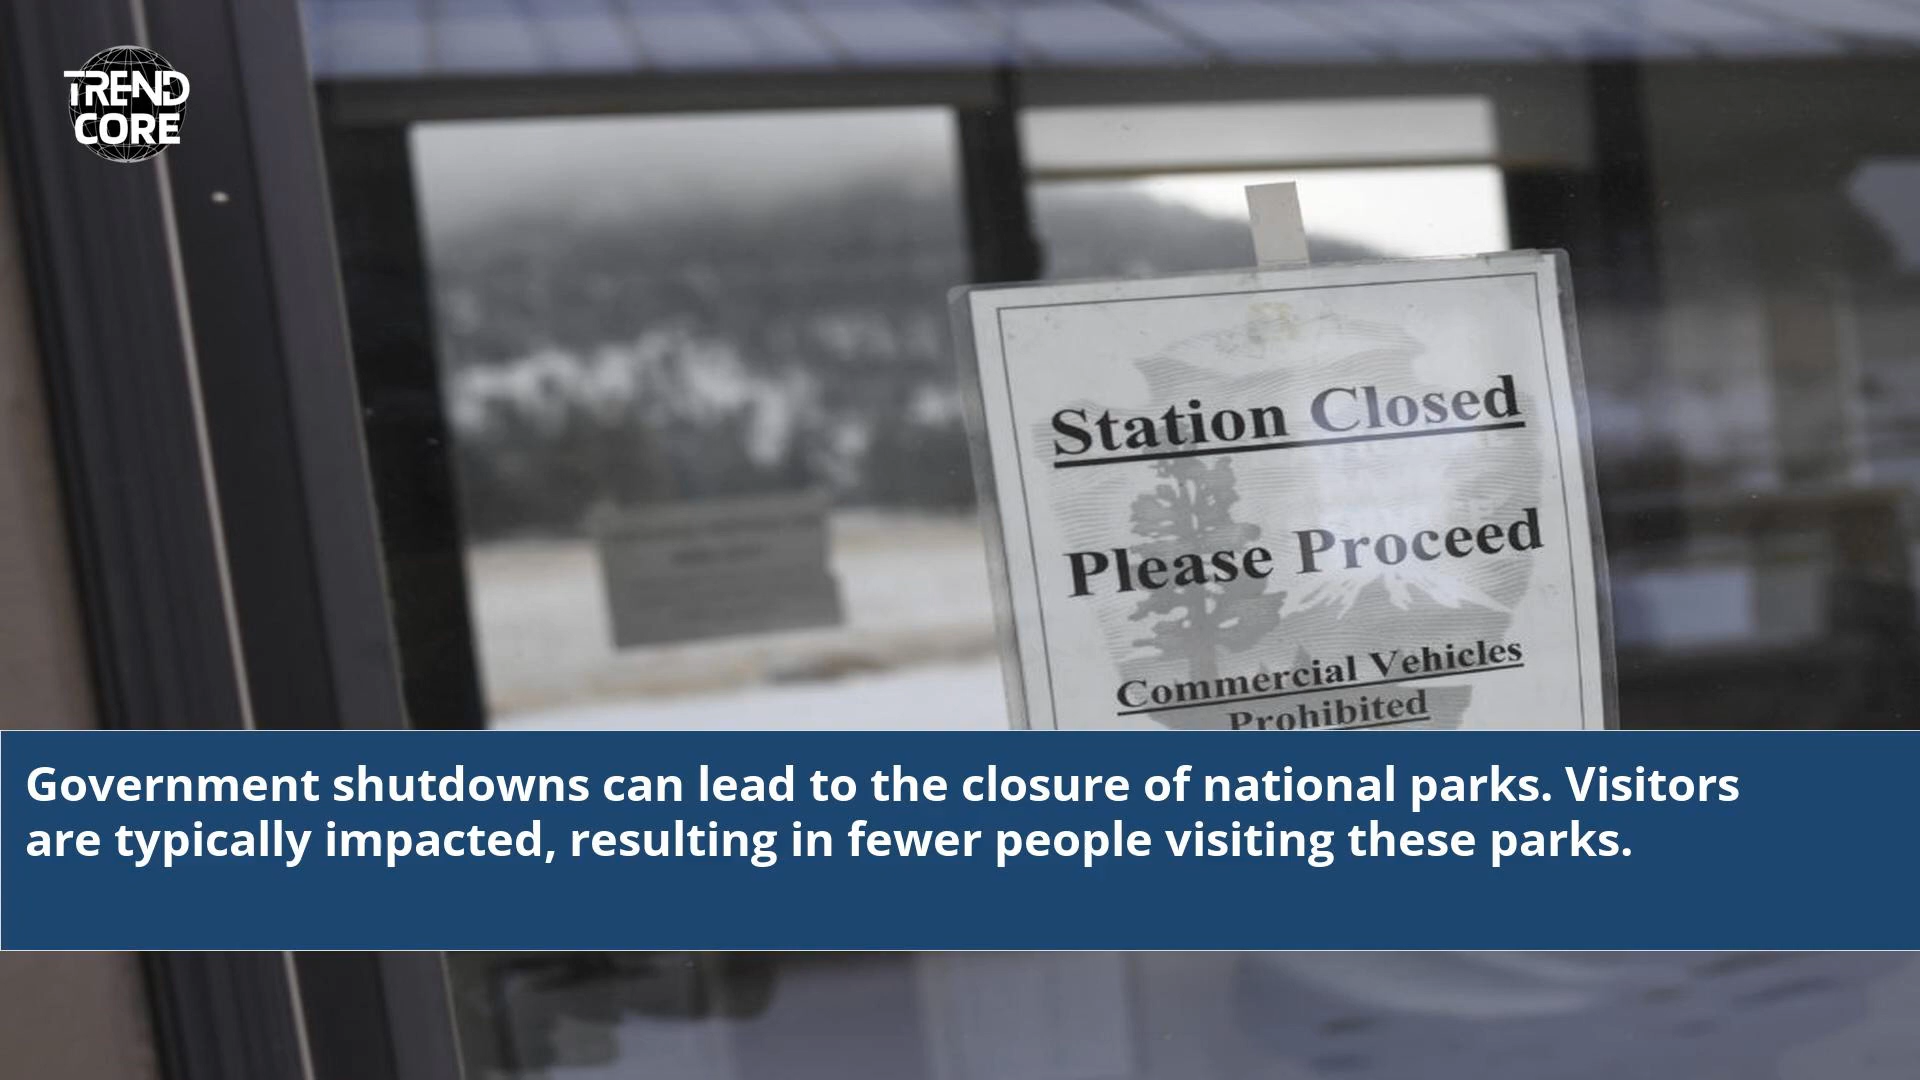 TREND
CORE
Station Closed
Please Proceed
Commercial Vehicles
Prohibited
Government shutdowns can lead to the closure of national parks. Visitors
are typically impacted, resulting in fewer people visiting these parks.